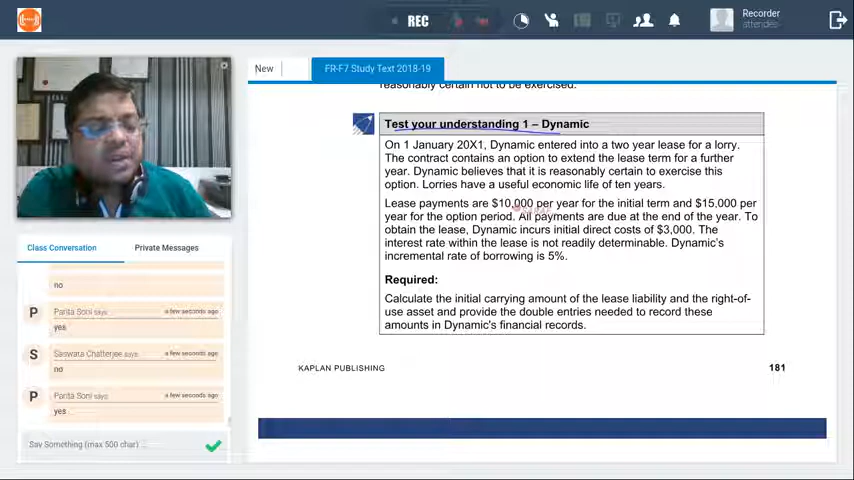 REC
Recorder
attendee
New
FR-F7 Study Text 2018-19
reasonably certain not to be exercised.
Test your understanding 1 – Dynamic
On 1 January 20X1, Dynamic entered into a two year lease for a lorry.
The contract contains an option to extend the lease term for a further
year. Dynamic believes that it is reasonably certain to exercise this
option. Lorries have a useful economic life of ten years.
Lease payments are $10,000 per year for the initial term and $15,000 per
year for the option period. All payments are due at the end of the year. To
obtain the lease, Dynamic incurs initial direct costs of $3,000. The
interest rate within the lease is not readily determinable. Dynamic's
incremental rate of borrowing is 5%.
Required:
Calculate the initial carrying amount of the lease liability and the right-of-
use asset and provide the double entries needed to record these
amounts in Dynamic's financial records.
KAPLAN PUBLISHING
181
Class Conversation
Private Messages
no
P
Parita Soni says
a few seconds ago
yes
S
Saswara Chatterjee says
a few seconds ago
no
P
Parita Soni says
a few seconds ago
yes
Say Something (max 500 char) ...